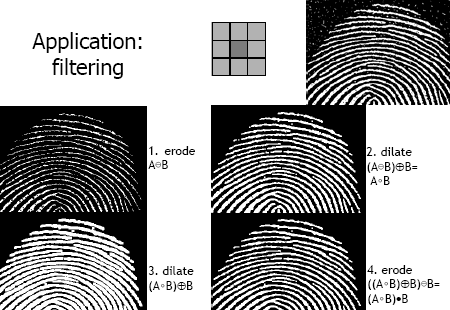 Application:
filtering
1. erode
A⊖B
2. dilate
(A⊖B)⊕B=
A∘B
3. dilate
(A∘B)⊕B
4. erode
((A∘B)⊕B)⊖B=
(A∘B)•B